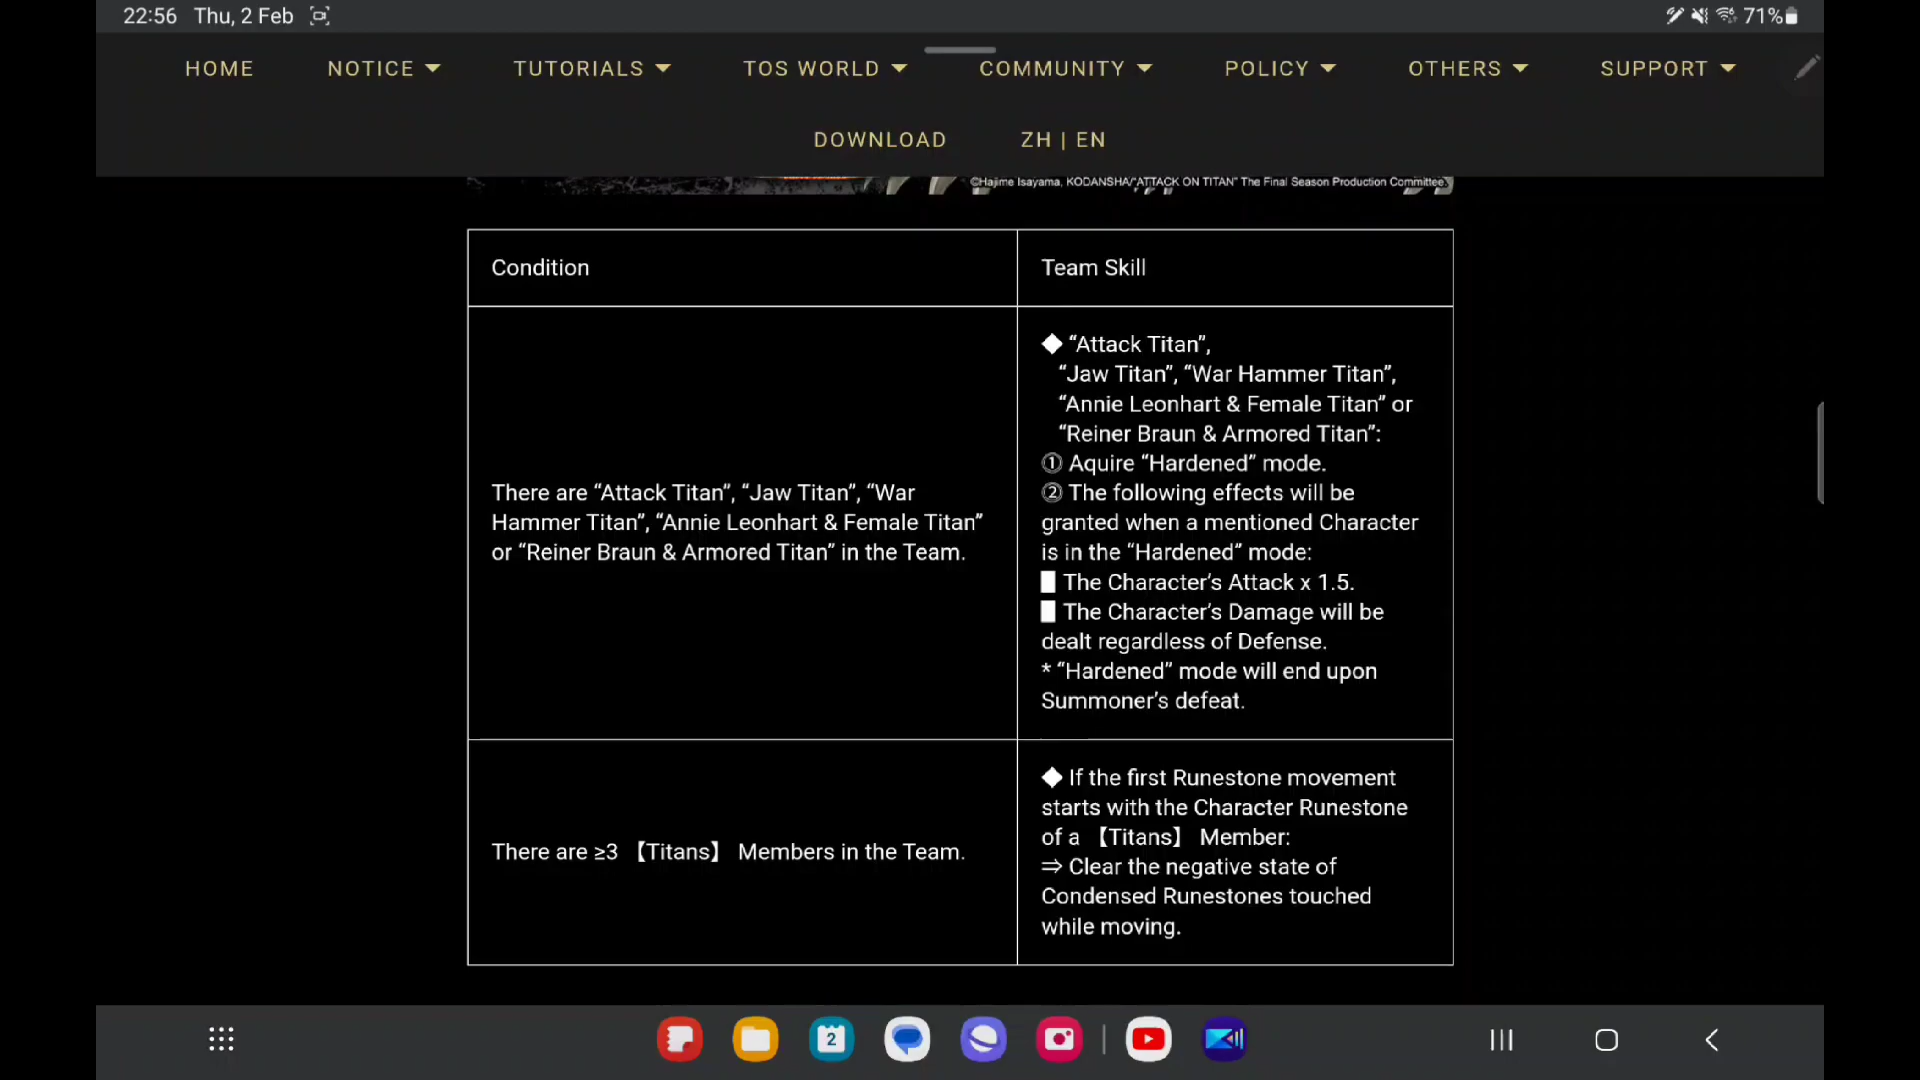 22:56 Thu, 2 Feb
71%
HOME NOTICE TUTORIALS TOS WORLD COMMUNITY POLICY OTHERS SUPPORT
DOWNLOAD ZH | EN
©Hajime Isayama, KODANSHA/"ATTACK ON TITAN" The Final Season Production Committee.
Condition
Team Skill
There are “Attack Titan”, “Jaw Titan”, “War
Hammer Titan”, “Annie Leonhart & Female Titan”
or “Reiner Braun & Armored Titan” in the Team.
◆ “Attack Titan”,
“Jaw Titan”, “War Hammer Titan”,
“Annie Leonhart & Female Titan” or
“Reiner Braun & Armored Titan”:
① Aquire “Hardened” mode.
② The following effects will be
granted when a mentioned Character
is in the “Hardened” mode:
█ The Character’s Attack x 1.5.
█ The Character’s Damage will be
dealt regardless of Defense.
* “Hardened” mode will end upon
Summoner’s defeat.
There are ≥3 【Titans】 Members in the Team.
◆ If the first Runestone movement
starts with the Character Runestone
of a 【Titans】 Member:
⇒ Clear the negative state of
Condensed Runestones touched
while moving.
2